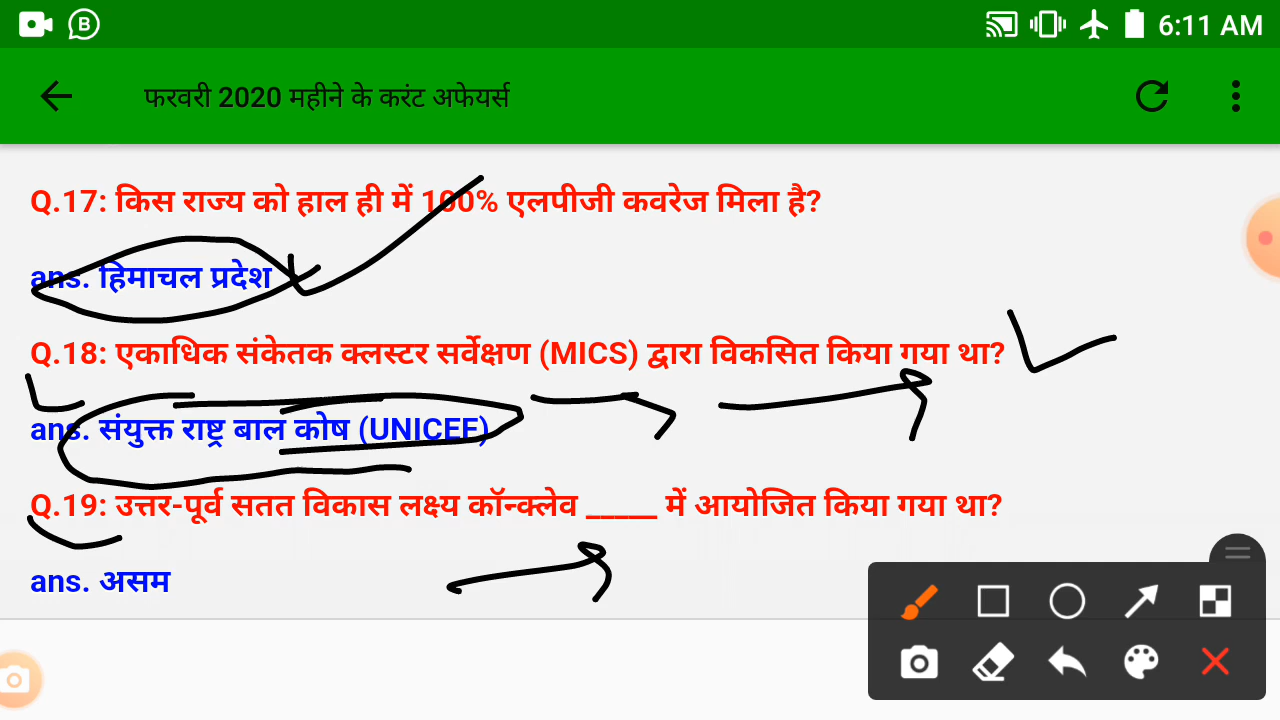 6:11 AM
फरवरी 2020 महीने के करंट अफेयर्स
Q.17: किस राज्य को हाल ही में 100% एलपीजी कवरेज मिला है?
ans. हिमाचल प्रदेश
Q.18: एकाधिक संकेतक क्लस्टर सर्वेक्षण (MICS) द्वारा विकसित किया गया था?
ans. संयुक्त राष्ट्र बाल कोष (UNICEF)
Q.19: उत्तर-पूर्व सतत विकास लक्ष्य कॉन्क्लेव _____ में आयोजित किया गया था?
ans. असम